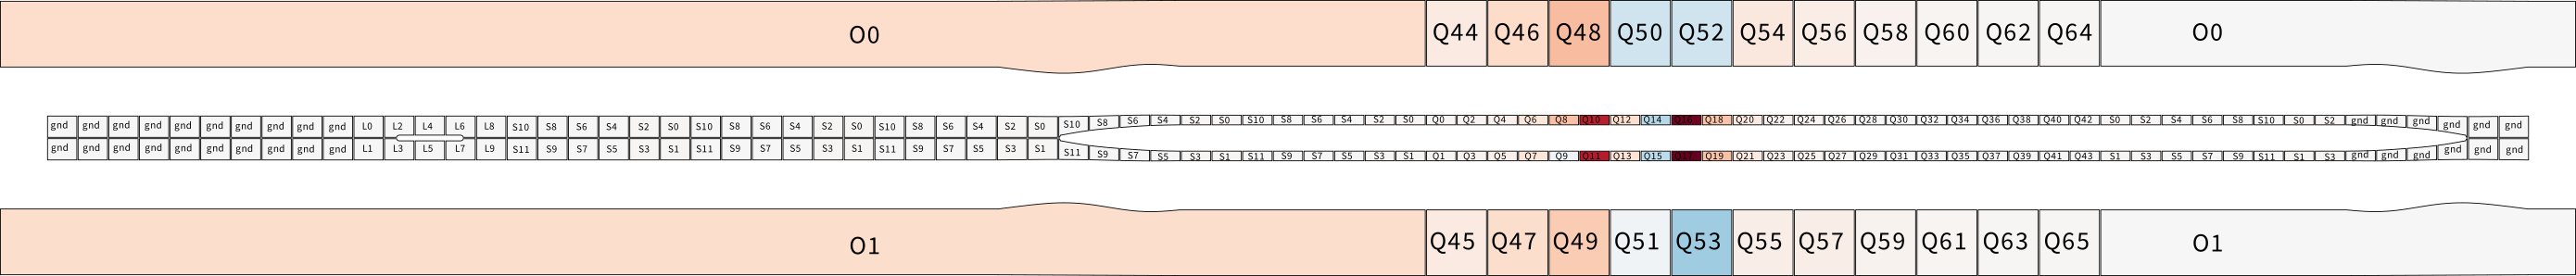 O0 Q44 Q46 Q48 Q50 Q52 Q54 Q56 Q58 Q60 Q62 Q64 O0
gnd gnd gnd gnd gnd gnd gnd gnd gnd gnd L0 L2 L4 L6 L8 S10 S8 S6 S4 S2 S0 S10 S8 S6 S4 S2 S0 S10 S8 S6 S4 S2 S0 S10 S8 S6 S4 S2 S0 S10 S8 S6 S4 S2 S0 Q0 Q2 Q4 Q6 Q8 Q10 Q12 Q14 Q16 Q18 Q20 Q22 Q24 Q26 Q28 Q30 Q32 Q34 Q36 Q38 Q40 Q42 S0 S2 S4 S6 S8 S10 S0 S2 gnd gnd gnd gnd gnd gnd
gnd gnd gnd gnd gnd gnd gnd gnd gnd gnd L1 L3 L5 L7 L9 S11 S9 S7 S5 S3 S1 S11 S9 S7 S5 S3 S1 S11 S9 S7 S5 S3 S1 S11 S9 S7 S5 S3 S1 S11 S9 S7 S5 S3 S1 Q1 Q3 Q5 Q7 Q9 Q11 Q13 Q15 Q17 Q19 Q21 Q23 Q25 Q27 Q29 Q31 Q33 Q35 Q37 Q39 Q41 Q43 S1 S3 S5 S7 S9 S11 S1 S3 gnd gnd gnd gnd gnd gnd
O1 Q45 Q47 Q49 Q51 Q53 Q55 Q57 Q59 Q61 Q63 Q65 O1